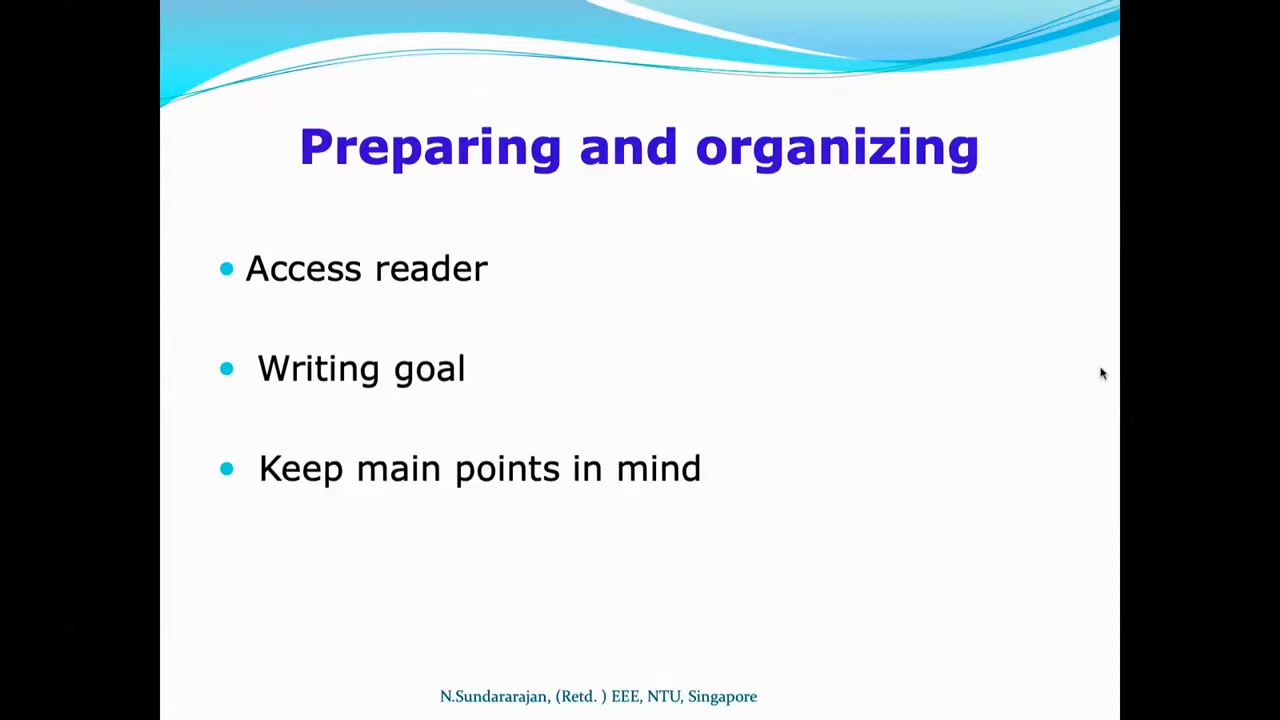 Preparing and organizing
• Access reader
• Writing goal
• Keep main points in mind
N.Sundararajan, (Retd. ) EEE, NTU, Singapore